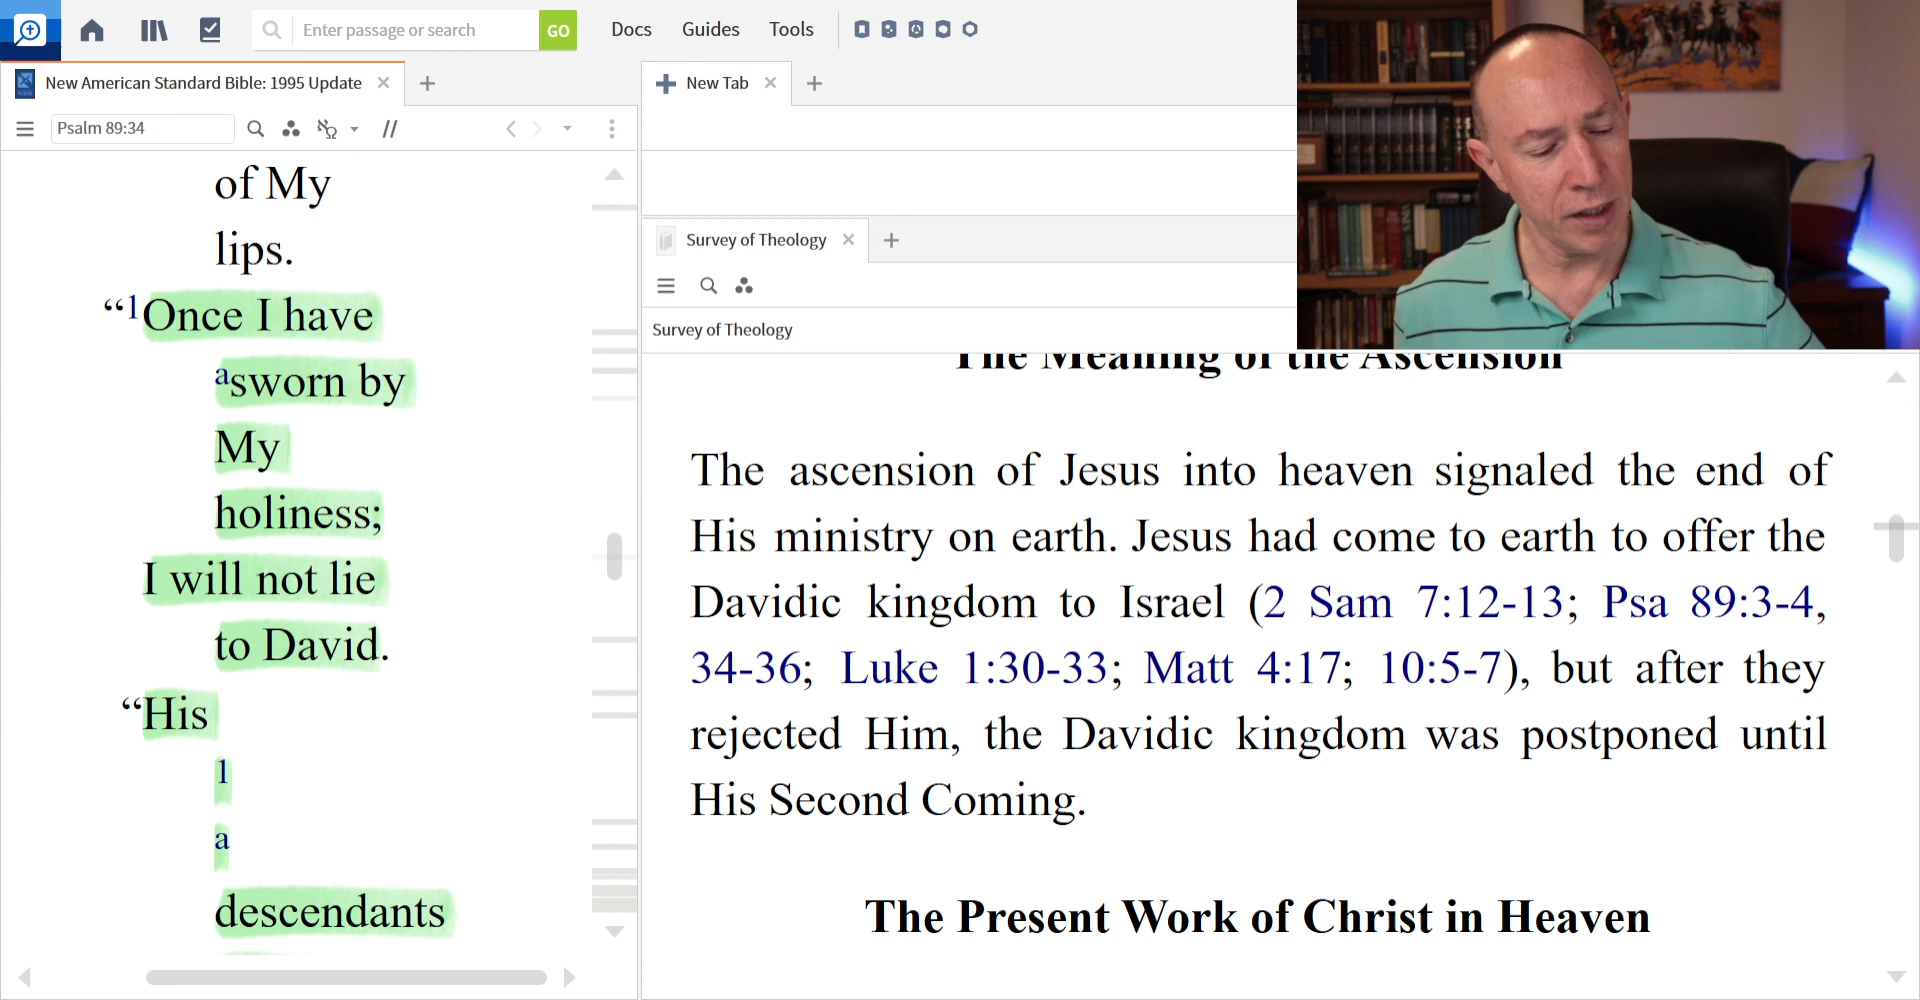 Enter passage or search
GO
Docs
Guides
Tools
New American Standard Bible: 1995 Update
New Tab
Psalm 89:34
of My
lips.
“1Once I have
asworn by
My
holiness;
I will not lie
to David.
“His
1
a
descendants
Survey of Theology
Survey of Theology
The Meaning of the Ascension
The ascension of Jesus into heaven signaled the end of
His ministry on earth. Jesus had come to earth to offer the
Davidic kingdom to Israel (2 Sam 7:12-13; Psa 89:3-4,
34-36; Luke 1:30-33; Matt 4:17; 10:5-7), but after they
rejected Him, the Davidic kingdom was postponed until
His Second Coming.
The Present Work of Christ in Heaven